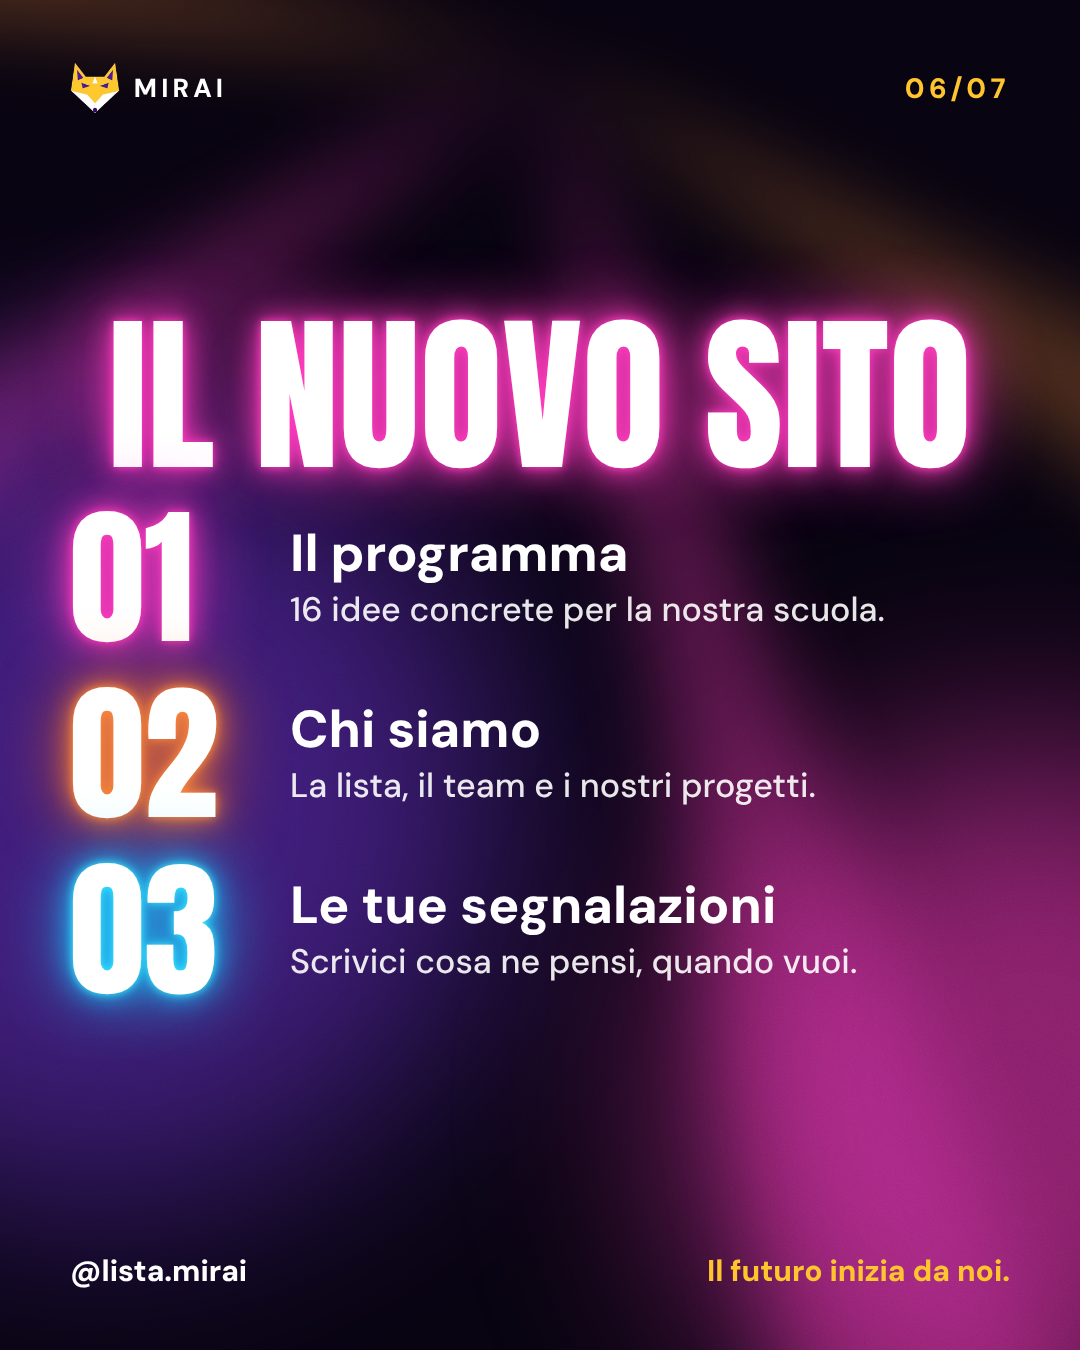 MIRAI
06/07
IL NUOVO SITO
01
Il programma
16 idee concrete per la nostra scuola.
02
Chi siamo
La lista, il team e i nostri progetti.
03
Le tue segnalazioni
Scrivici cosa ne pensi, quando vuoi.
@lista.mirai
Il futuro inizia da noi.